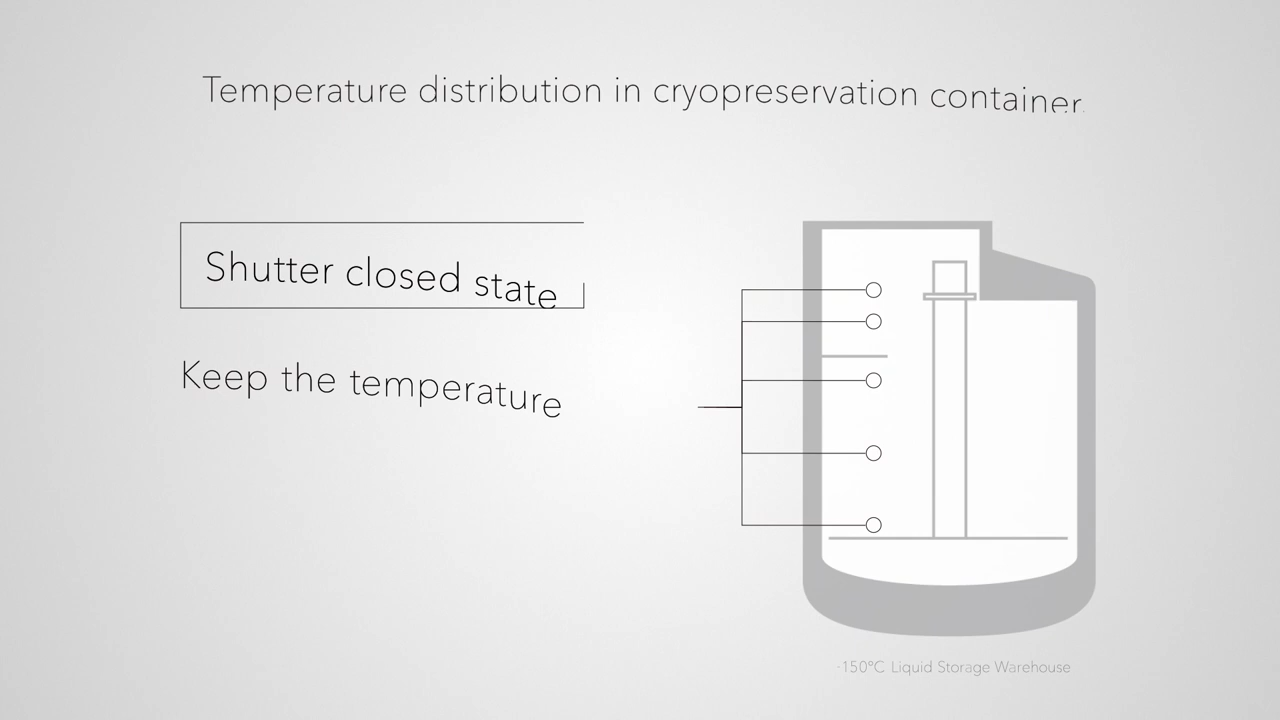 Temperature distribution in cryopreservation container
Shutter closed state
Keep the temperature
-150°C Liquid Storage Warehouse